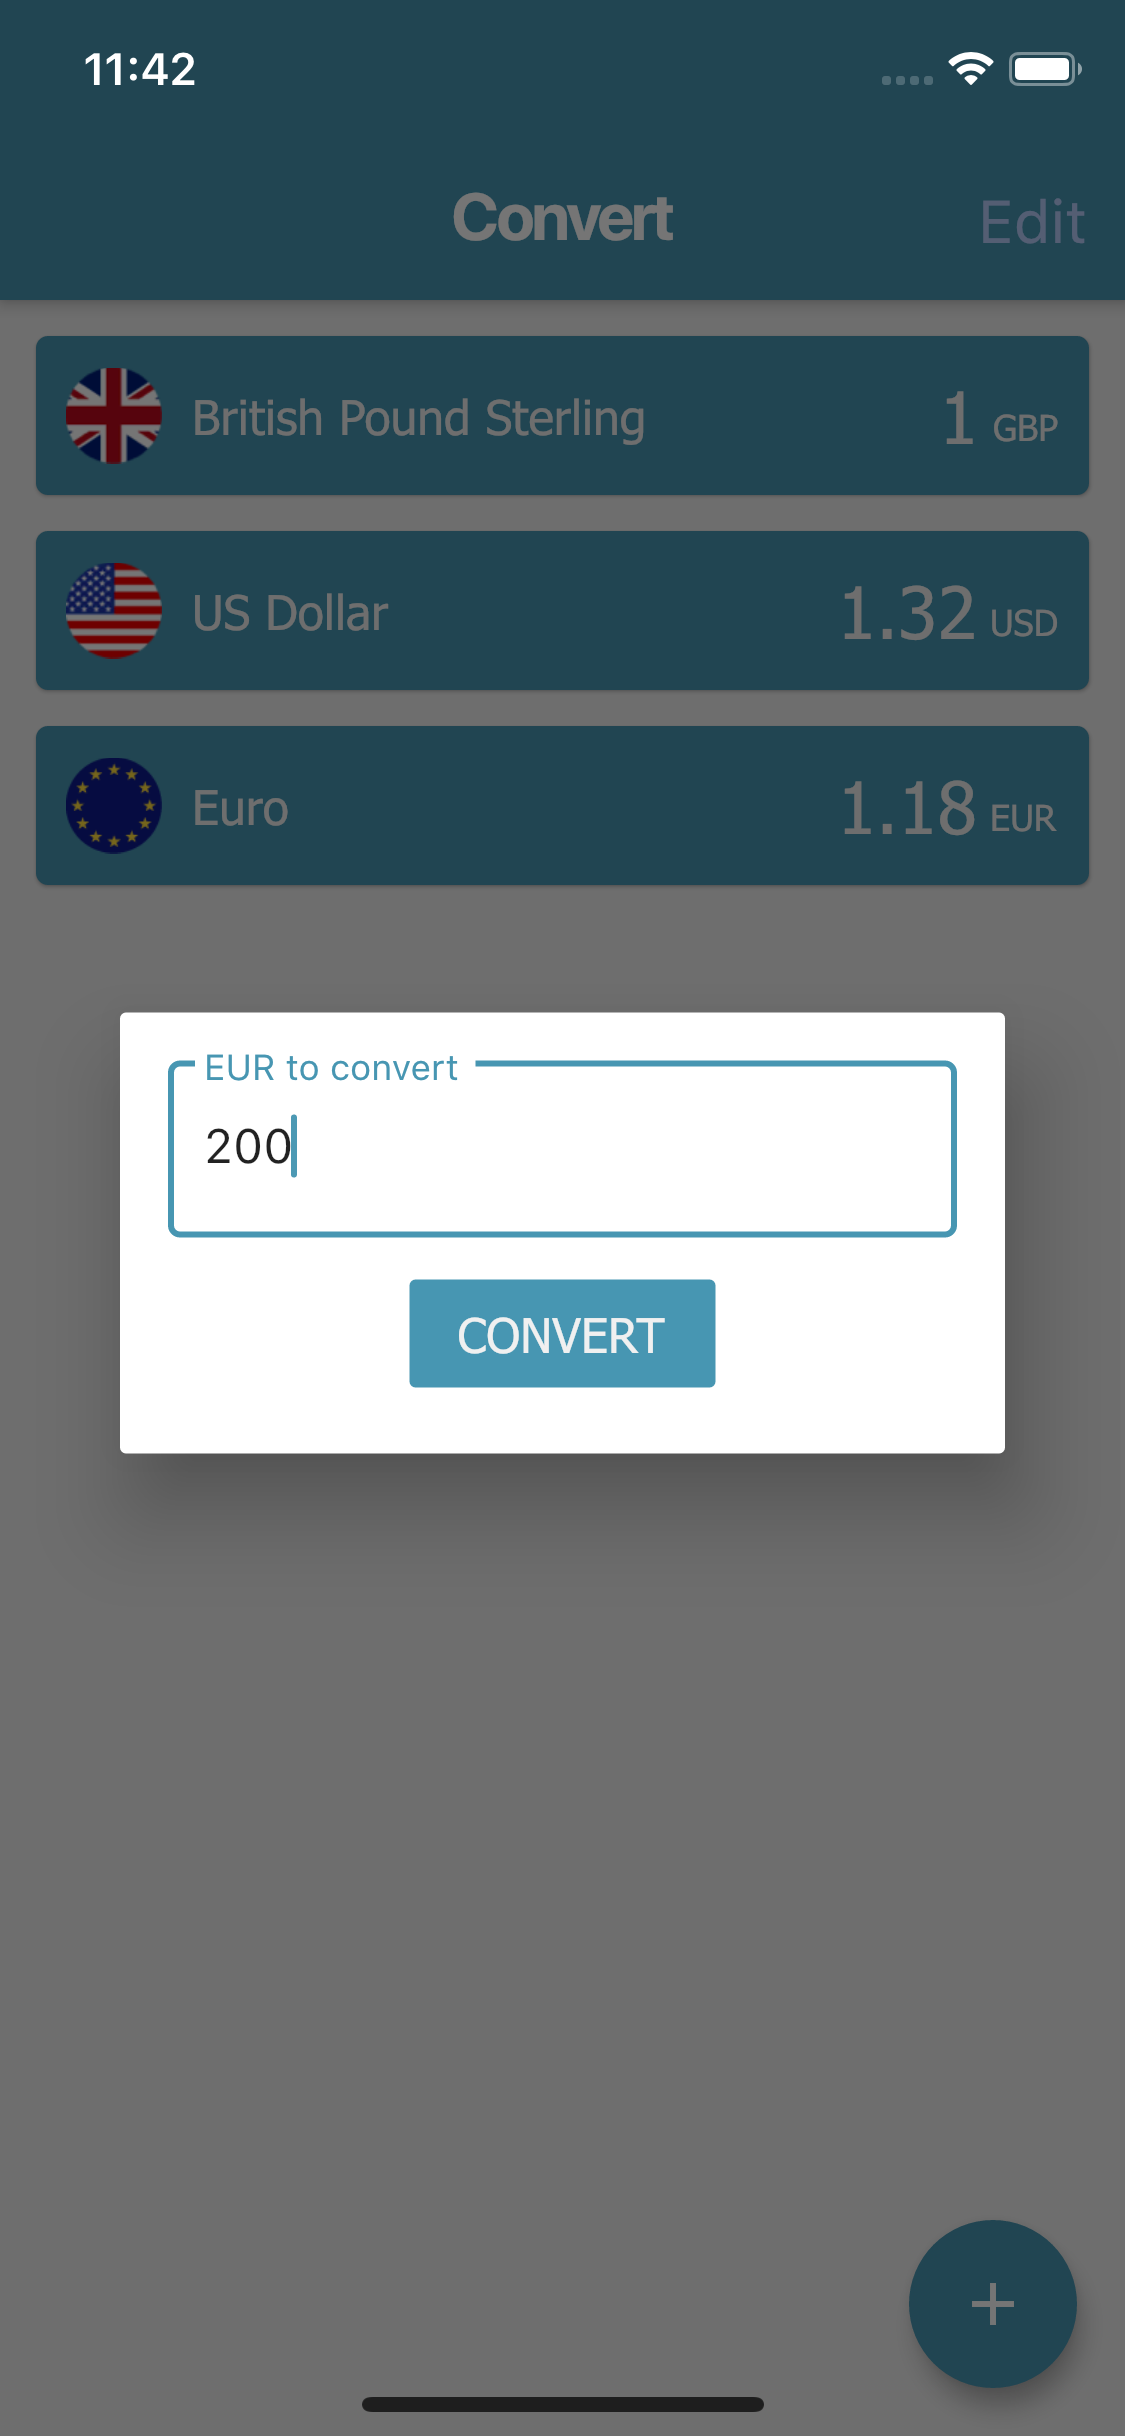 11:42
Convert
Edit
British Pound Sterling
1 GBP
US Dollar
1.32 USD
Euro
1.18 EUR
EUR to convert
200
CONVERT
+